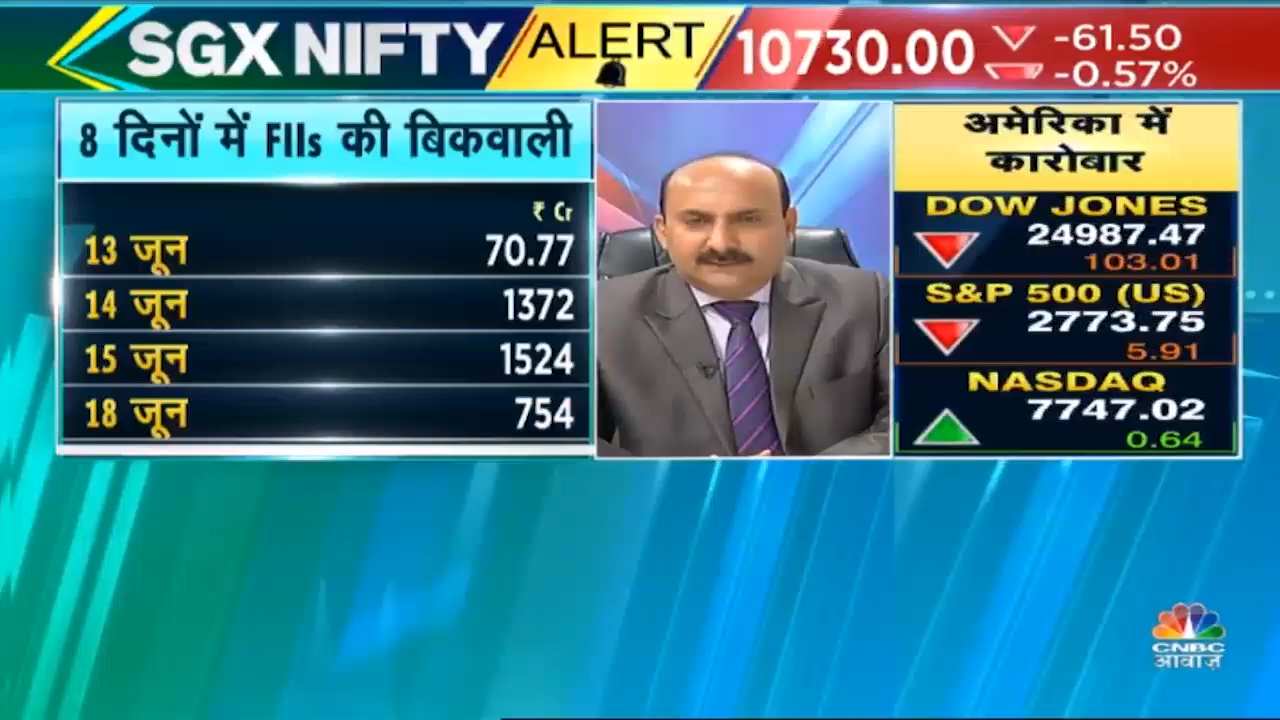 SGX NIFTY ALERT 10730.00 -61.50
-0.57%
8 दिनों में FIIs की बिकवाली
₹ Cr
13 जून 70.77
14 जून 1372
15 जून 1524
18 जून 754
अमेरिका में
कारोबार
DOW JONES
24987.47
103.01
S&P 500 (US)
2773.75
5.91
NASDAQ
7747.02
0.64
CNBC
आवाज़